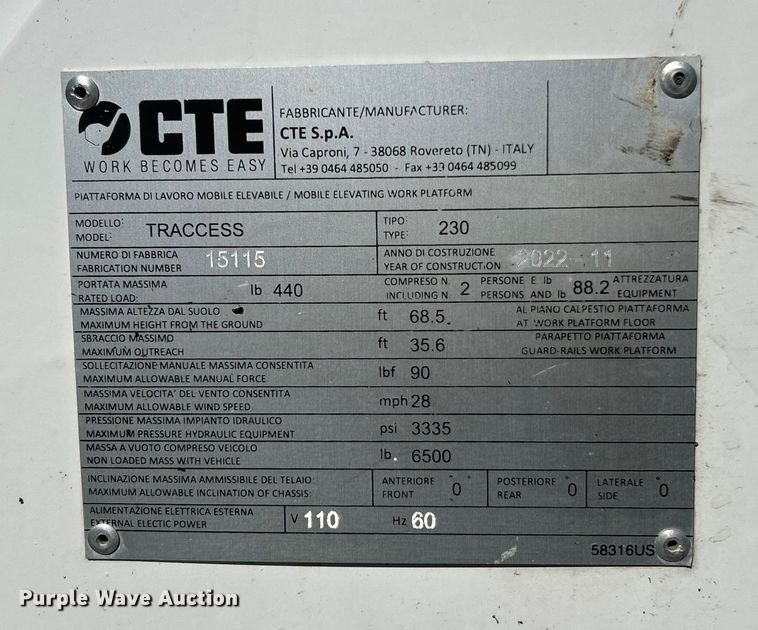 CTE
WORK BECOMES EASY
FABBRICANTE/MANUFACTURER:
CTE S.p.A.
Via Caproni, 7 - 38068 Rovereto (TN) - ITALY
Tel +39 0464 485050 - Fax +39 0464 485099
PIATTAFORMA DI LAVORO MOBILE ELEVABILE / MOBILE ELEVATING WORK PLATFORM
MODELLO:
MODEL: TRACCESS
TIPO:
TYPE: 230
NUMERO DI FABBRICA
FABRICATION NUMBER 15115
ANNO DI COSTRUZIONE
YEAR OF CONSTRUCTION 2022-11
PORTATA MASSIMA
RATED LOAD: lb 440
COMPRESO N. PERSONE E lb ATTREZZATURA
INCLUDING N. 2 PERSONS AND lb 88.2 EQUIPMENT
MASSIMA ALTEZZA DAL SUOLO
MAXIMUM HEIGHT FROM THE GROUND ft 68.5
AL PIANO CALPESTIO PIATTAFORMA
AT WORK PLATFORM FLOOR
SBRACCIO MASSIMO
MAXIMUM OUTREACH ft 35.6
PARAPETTO PIATTAFORMA
GUARD-RAILS WORK PLATFORM
SOLLECITAZIONE MANUALE MASSIMA CONSENTITA
MAXIMUM ALLOWABLE MANUAL FORCE lbf 90
MASSIMA VELOCITA' DEL VENTO CONSENTITA
MAXIMUM ALLOWABLE WIND SPEED mph 28
PRESSIONE MASSIMA IMPIANTO IDRAULICO
MAXIMUM PRESSURE HYDRAULIC EQUIPMENT psi 3335
MASSA A VUOTO COMPRESO VEICOLO
NON LOADED MASS WITH VEHICLE lb. 6500
INCLINAZIONE MASSIMA AMMISSIBILE DEL TELAIO
MAXIMUM ALLOWABLE INCLINATION OF CHASSIS:
ANTERIORE
FRONT 0
POSTERIORE
REAR 0
LATERALE
SIDE 0
ALIMENTAZIONE ELETTRICA ESTERNA
EXTERNAL ELECTIC POWER V 110 Hz 60
58316US
Purple Wave Auction